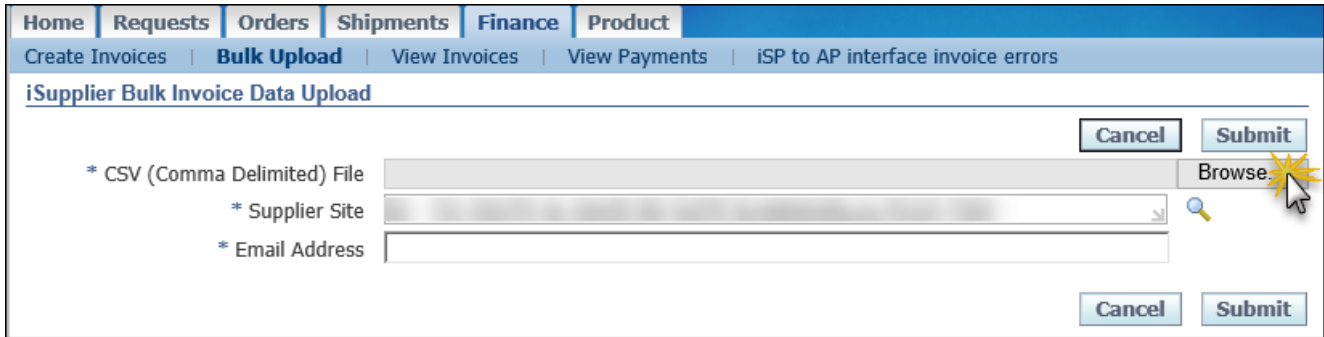 Home Requests Orders Shipments Finance Product
Create Invoices | Bulk Upload | View Invoices | View Payments | iSP to AP interface invoice errors
iSupplier Bulk Invoice Data Upload
Cancel Submit
* CSV (Comma Delimited) File Browse.
* Supplier Site
* Email Address
Cancel Submit